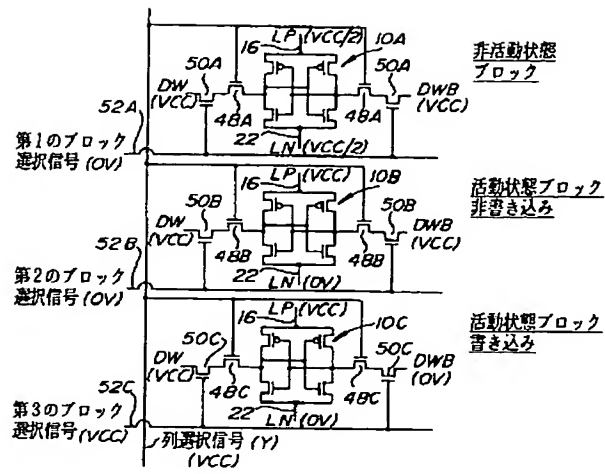 LP (VCC/2)
16
10A
50A
50A
非活動状態
ブロック
DW
(VCC)
48A
48A
DWB
(VCC)
52A
第1のブロック
選択信号(0V)
22
LN (VCC/2)
LP (VCC)
16
10B
50B
50B
活動状態ブロック
非書き込み
DW
(VCC)
48B
48B
DWB
(VCC)
52B
第2のブロック
選択信号(0V)
22
LN (0V)
LP (VCC)
16
10C
50C
50C
活動状態ブロック
書き込み
DW
(VCC)
48C
48C
DWB
(0V)
52C
第3のブロック
選択信号(VCC)
22
LN (0V)
列選択信号(Y)
(VCC)